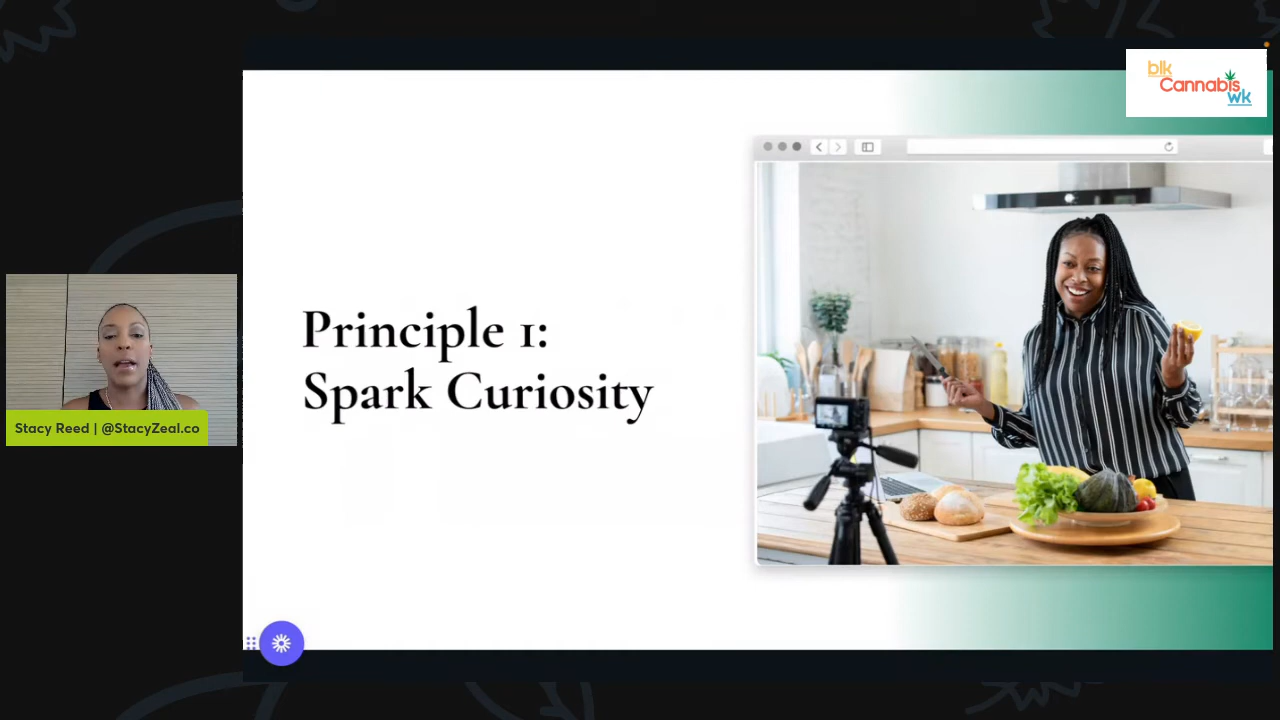 blk
Cannabis
wk
Principle 1:
Spark Curiosity
Stacy Reed | @StacyZeal.co